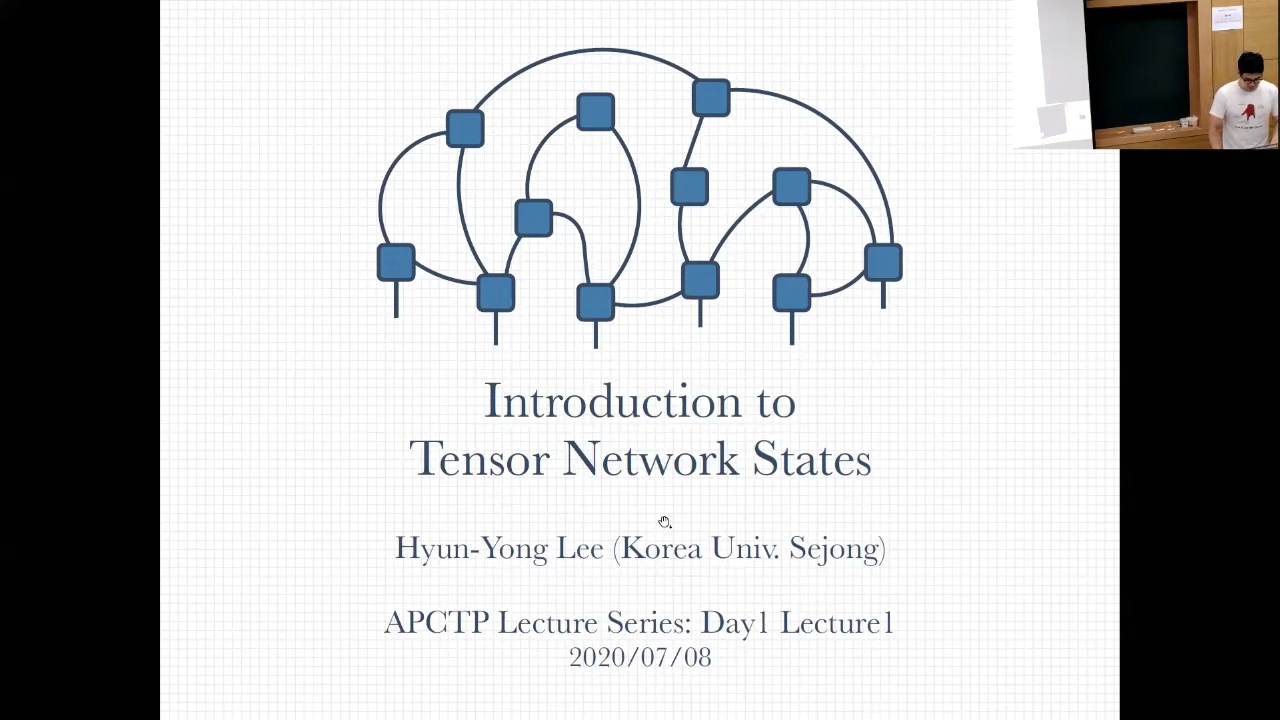 Introduction to
Tensor Network States
Hyun-Yong Lee (Korea Univ. Sejong)
APCTP Lecture Series: Day1 Lecture1
2020/07/08